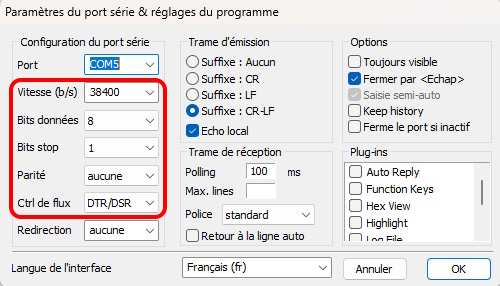 Paramètres du port série & réglages du programme
Configuration du port série
Port COM5
Vitesse (b/s) 38400
Bits données 8
Bits stop 1
Parité aucune
Ctrl de flux DTR/DSR
Redirection aucune
Trame d'émission
Suffixe : Aucun
Suffixe : CR
Suffixe : LF
Suffixe : CR-LF
Echo local
Trame de réception
Polling 100 ms
Max. lines
Police standard
Retour à la ligne auto
Options
Toujours visible
Fermer par <Echap>
Saisie semi-auto
Keep history
Ferme le port si inactif
Plug-ins
Auto Reply
Function Keys
Hex View
Highlight
Log File
Langue de l'interface Français (fr) Annuler OK